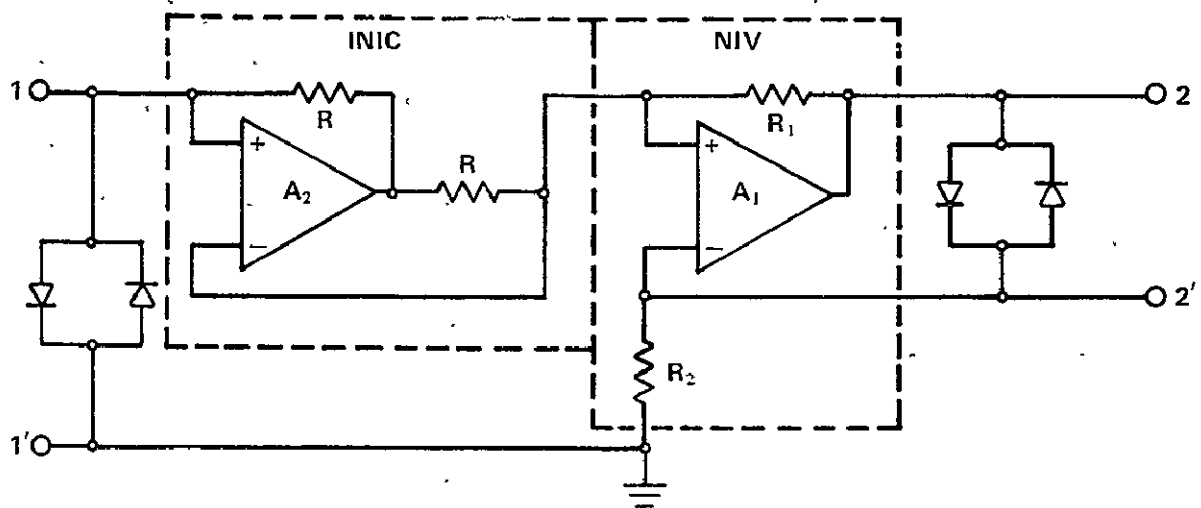 INIC
NIV
1
2
R
R₁
+
+
R
A₂
A₁
−
−
2'
R₂
1'